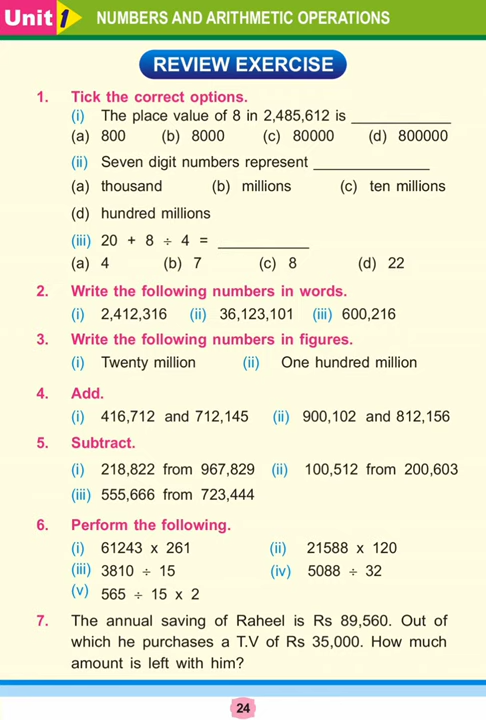 Unit 1 NUMBERS AND ARITHMETIC OPERATIONS
REVIEW EXERCISE
1. Tick the correct options.
(i) The place value of 8 in 2,485,612 is ___________
(a) 800 (b) 8000 (c) 80000 (d) 800000
(ii) Seven digit numbers represent _____________
(a) thousand (b) millions (c) ten millions
(d) hundred millions
(iii) 20 + 8 ÷ 4 = __________
(a) 4 (b) 7 (c) 8 (d) 22
2. Write the following numbers in words.
(i) 2,412,316 (ii) 36,123,101 (iii) 600,216
3. Write the following numbers in figures.
(i) Twenty million (ii) One hundred million
4. Add.
(i) 416,712 and 712,145 (ii) 900,102 and 812,156
5. Subtract.
(i) 218,822 from 967,829 (ii) 100,512 from 200,603
(iii) 555,666 from 723,444
6. Perform the following.
(i) 61243 x 261 (ii) 21588 x 120
(iii) 3810 ÷ 15 (iv) 5088 ÷ 32
(v) 565 ÷ 15 x 2
7. The annual saving of Raheel is Rs 89,560. Out of
which he purchases a T.V of Rs 35,000. How much
amount is left with him?
24